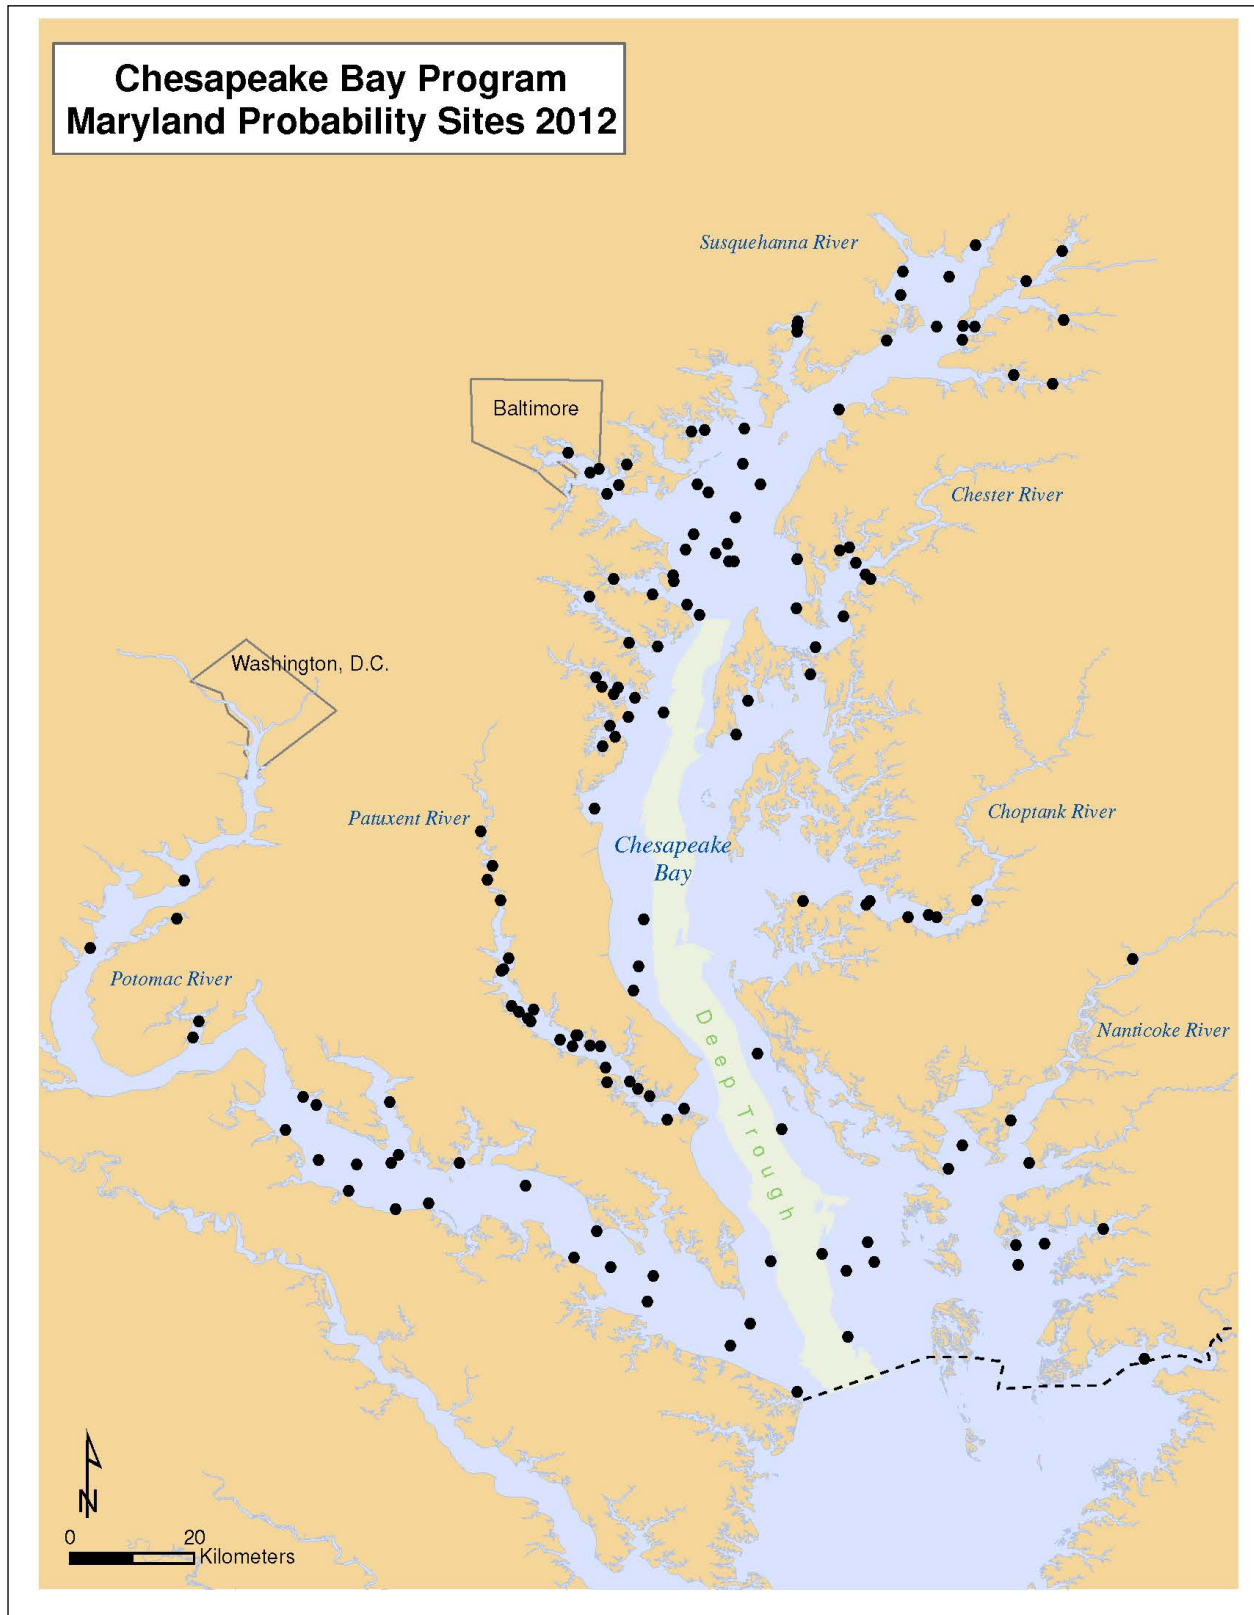 Chesapeake Bay Program
Maryland Probability Sites 2012
Susquehanna River
Baltimore
Chester River
Washington, D.C.
Patuxent River
Choptank River
Chesapeake
Bay
Potomac River
Deep Trough
Nanticoke River
N
0 20
Kilometers